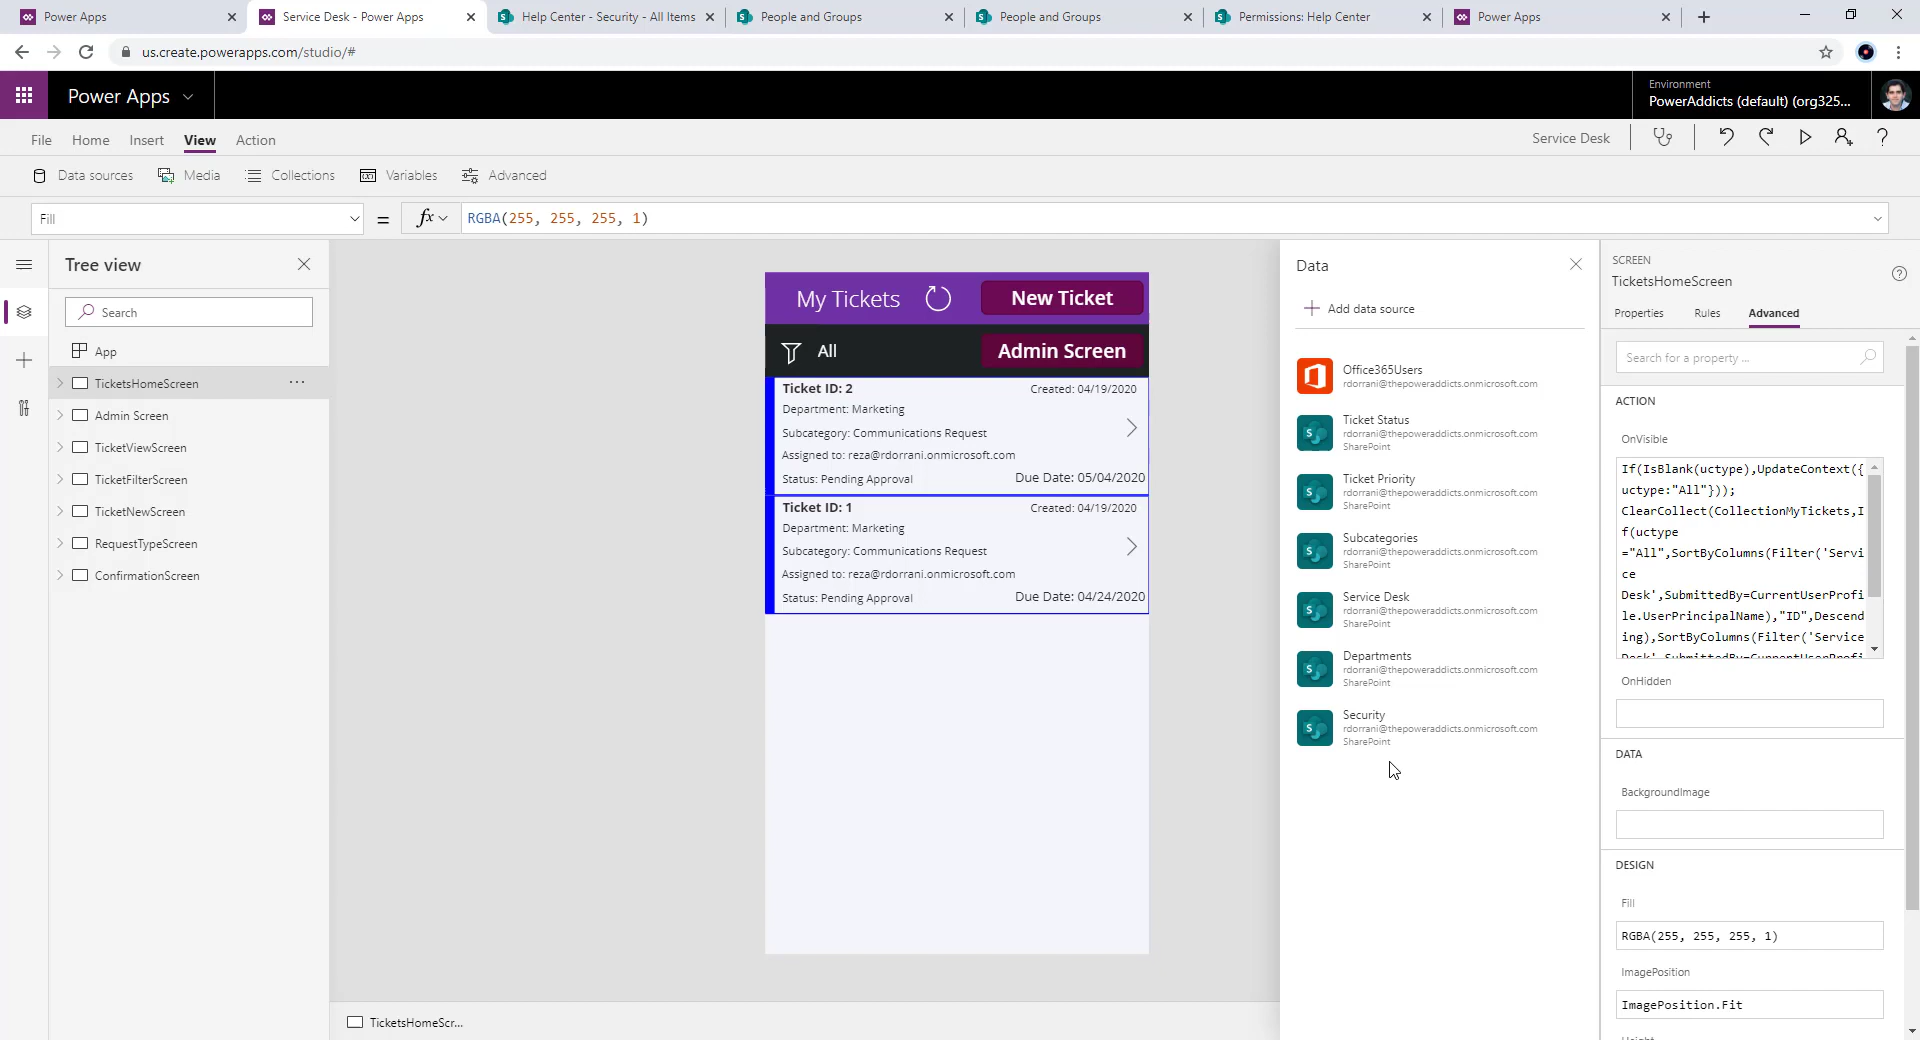 Power Apps
Service Desk - Power Apps
Help Center - Security - All Items
People and Groups
People and Groups
Permissions: Help Center
Power Apps
us.create.powerapps.com/studio/#
Power Apps
Environment
PowerAddicts (default) (org325...
File
Home
Insert
View
Action
Service Desk
Data sources
Media
Collections
Variables
Advanced
Fill
=
fx
RGBA(255, 255, 255, 1)
Tree view
Search
App
TicketsHomeScreen
...
Admin Screen
TicketViewScreen
TicketFilterScreen
TicketNewScreen
RequestTypeScreen
ConfirmationScreen
My Tickets
New Ticket
All
Admin Screen
Ticket ID: 2
Created: 04/19/2020
Department: Marketing
Subcategory: Communications Request
Assigned to: reza@rdorrani.onmicrosoft.com
Status: Pending Approval
Due Date: 05/04/2020
Ticket ID: 1
Created: 04/19/2020
Department: Marketing
Subcategory: Communications Request
Assigned to: reza@rdorrani.onmicrosoft.com
Status: Pending Approval
Due Date: 04/24/2020
TicketsHomeScr...
Data
Add data source
Office365Users
rdorrani@thepoweraddicts.onmicrosoft.com
Ticket Status
rdorrani@thepoweraddicts.onmicrosoft.com
SharePoint
Ticket Priority
rdorrani@thepoweraddicts.onmicrosoft.com
SharePoint
Subcategories
rdorrani@thepoweraddicts.onmicrosoft.com
SharePoint
Service Desk
rdorrani@thepoweraddicts.onmicrosoft.com
SharePoint
Departments
rdorrani@thepoweraddicts.onmicrosoft.com
SharePoint
Security
rdorrani@thepoweraddicts.onmicrosoft.com
SharePoint
SCREEN
TicketsHomeScreen
Properties
Rules
Advanced
Search for a property ...
ACTION
OnVisible
If(IsBlank(uctype),UpdateContext({
uctype:"All"}));
ClearCollect(CollectionMyTickets,I
f(uctype
="All",SortByColumns(Filter('Servi
ce
Desk',SubmittedBy=CurrentUserProfi
le.UserPrincipalName),"ID",Descend
ing),SortByColumns(Filter('Service
Desk',SubmittedBy=CurrentUserProfi
OnHidden
DATA
BackgroundImage
DESIGN
Fill
RGBA(255, 255, 255, 1)
ImagePosition
ImagePosition.Fit
Height